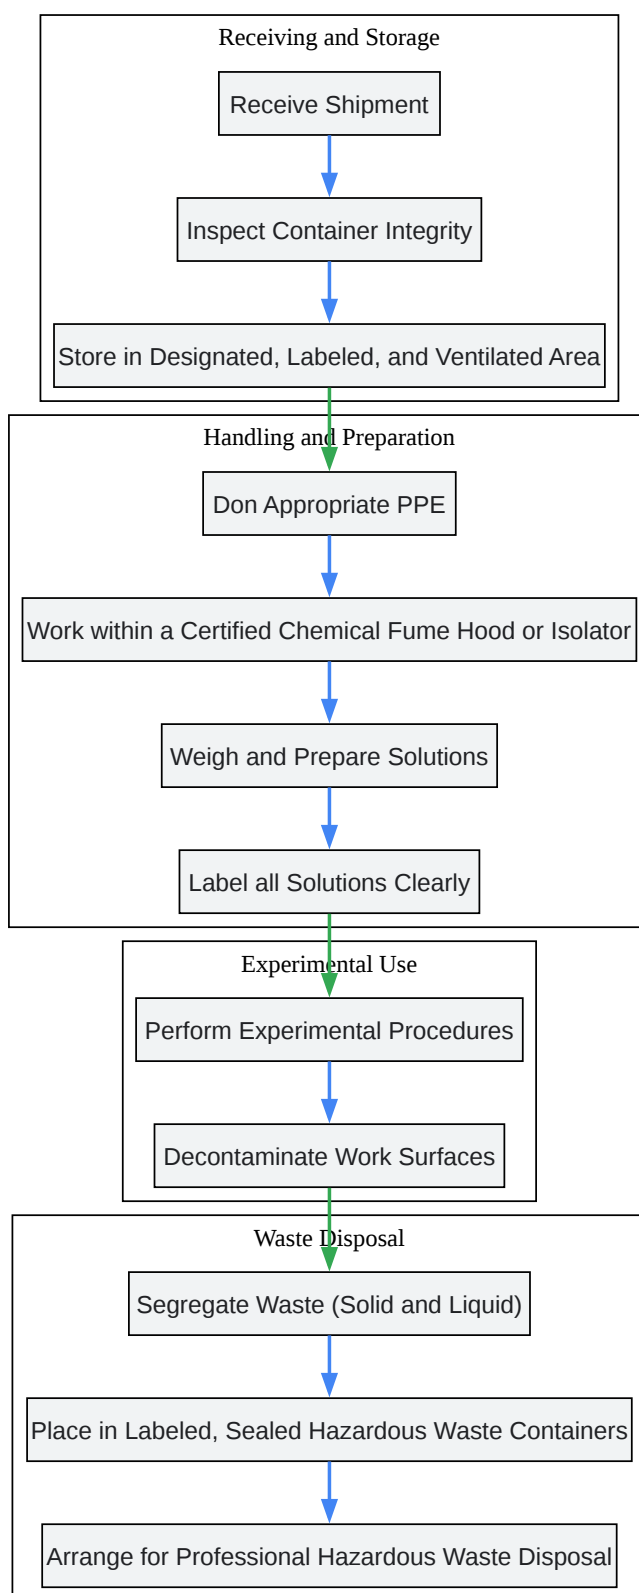 Receiving and Storage
Receive Shipment
Inspect Container Integrity
Store in Designated, Labeled, and Ventilated Area
Handling and Preparation
Don Appropriate PPE
Work within a Certified Chemical Fume Hood or Isolator
Weigh and Prepare Solutions
Label all Solutions Clearly
Experimental Use
Perform Experimental Procedures
Decontaminate Work Surfaces
Waste Disposal
Segregate Waste (Solid and Liquid)
Place in Labeled, Sealed Hazardous Waste Containers
Arrange for Professional Hazardous Waste Disposal